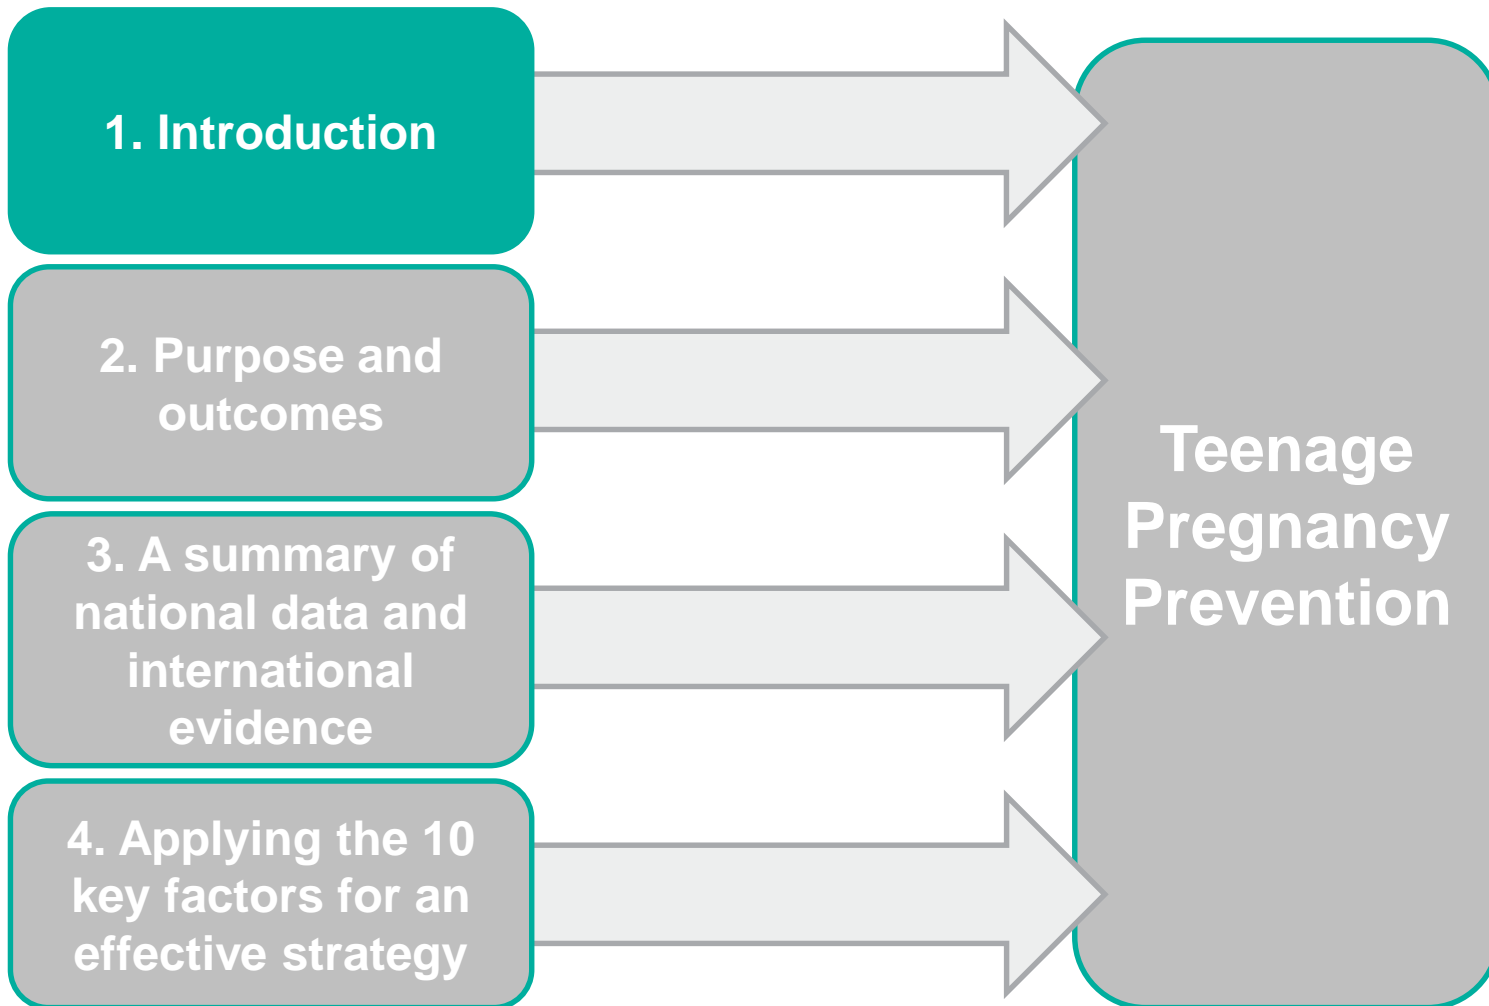 1. Introduction
2. Purpose and
outcomes
3. A summary of
national data and
international
evidence
4. Applying the 10
key factors for an
effective strategy
Teenage
Pregnancy
Prevention